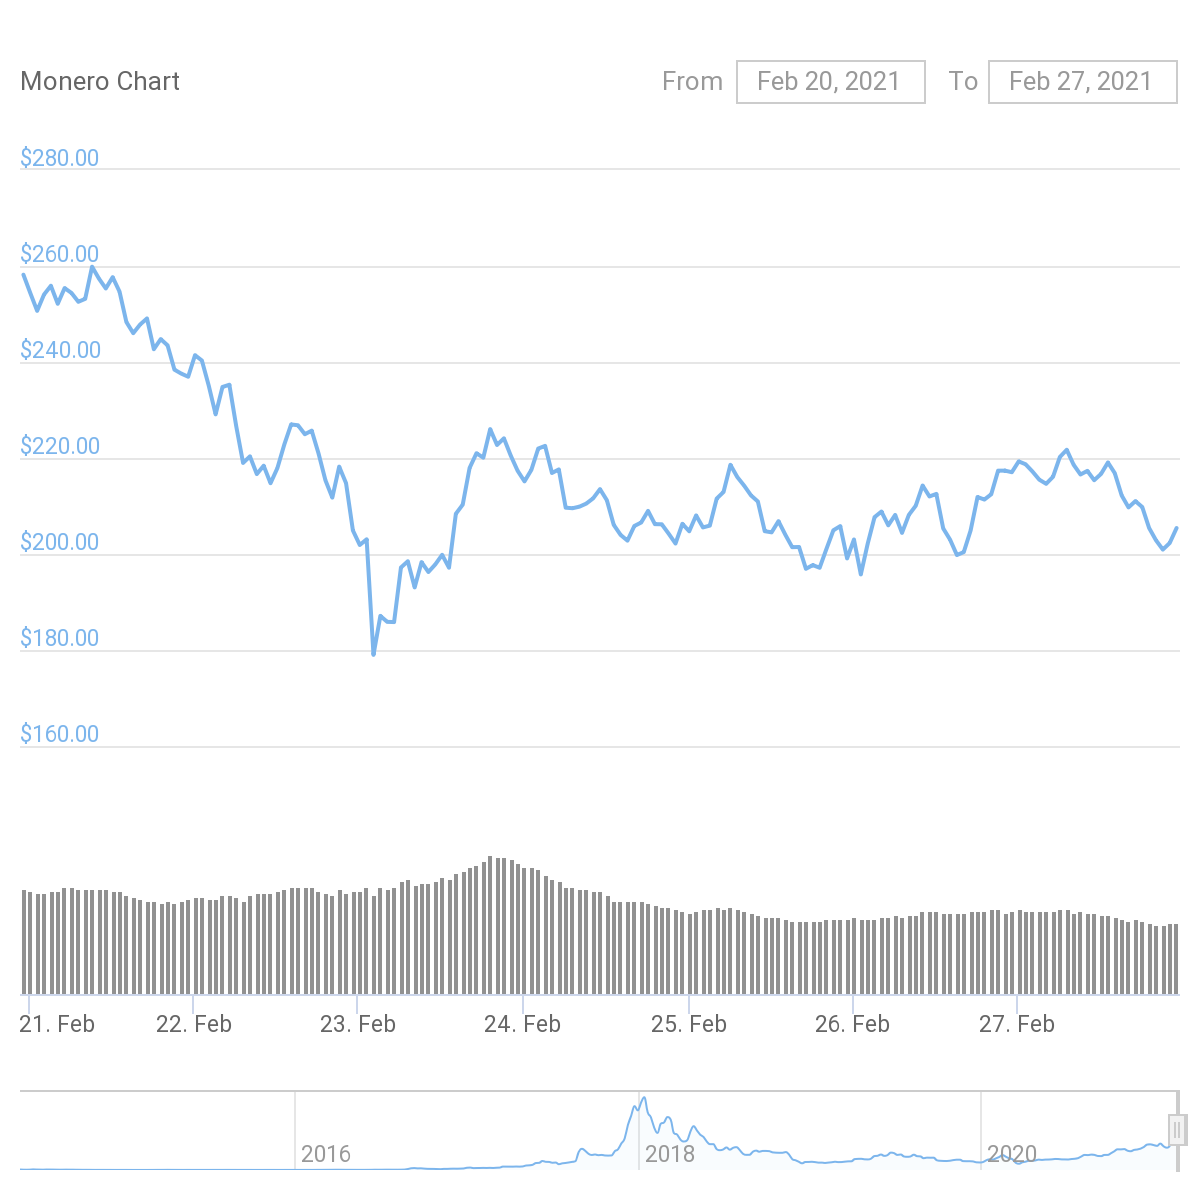 Monero Chart From Feb 20, 2021 To Feb 27, 2021
$280.00
$260.00
$240.00
$220.00
$200.00
$180.00
$160.00
21. Feb 22. Feb 23. Feb 24. Feb 25. Feb 26. Feb 27. Feb
2016 2018 2020